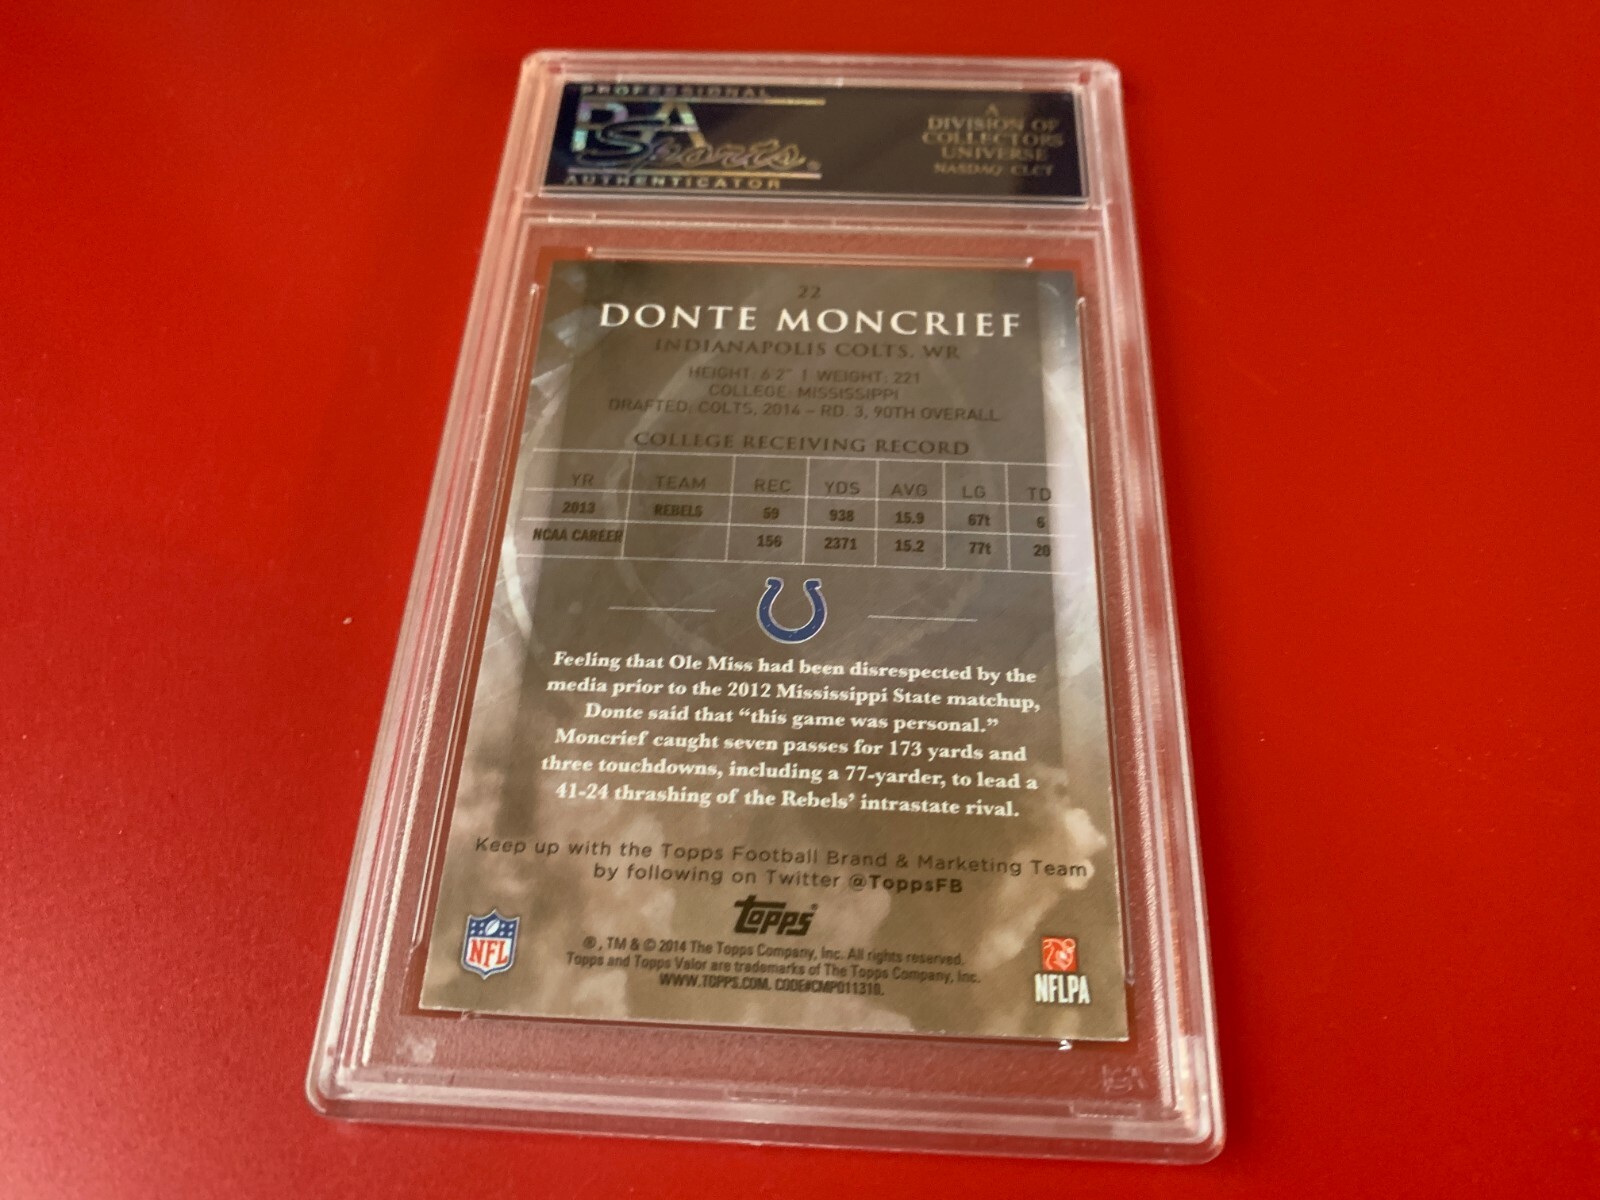 PROFESSIONAL
PSA
Sports®
AUTHENTICATOR
A
DIVISION OF
COLLECTORS
UNIVERSE
NASDAQ: CLCT
22
DONTE MONCRIEF
INDIANAPOLIS COLTS, WR
HEIGHT: 6'2" | WEIGHT: 221
COLLEGE: MISSISSIPPI
DRAFTED: COLTS, 2014 – RD. 3, 90TH OVERALL
COLLEGE RECEIVING RECORD
YR TEAM REC YDS AVG LG TD
2013 REBELS 59 938 15.9 67t 6
NCAA CAREER 156 2371 15.2 77t 20
Feeling that Ole Miss had been disrespected by the
media prior to the 2012 Mississippi State matchup,
Donte said that “this game was personal.”
Moncrief caught seven passes for 173 yards and
three touchdowns, including a 77-yarder, to lead a
41-24 thrashing of the Rebels’ intrastate rival.
Keep up with the Topps Football Brand & Marketing Team
by following on Twitter @ToppsFB
Topps®
NFL
®, TM & © 2014 The Topps Company, Inc. All rights reserved.
Topps and Topps Valor are trademarks of The Topps Company, Inc.
WWW.TOPPS.COM. CODE#CMP011310.
NFLPA